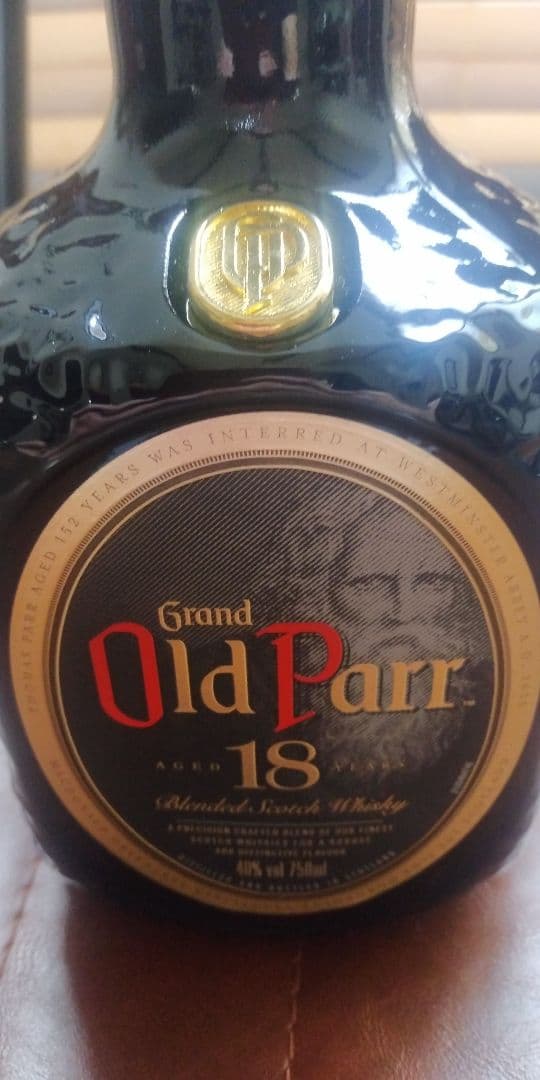 THOMAS PARR AGED 152 YEARS WAS INTERRED AT WESTMINSTER ABBEY A.D. 1635
Grand
Old Parr
AGED 18 YEARS
Blended Scotch Whisky
A PRECISION CRAFTED BLEND OF OUR FINEST
SCOTCH WHISKIES FOR A
AND DISTINCTIVE FLAVOUR
40% vol 750ml
DISTILLED AND BOTTLED IN SCOTLAND